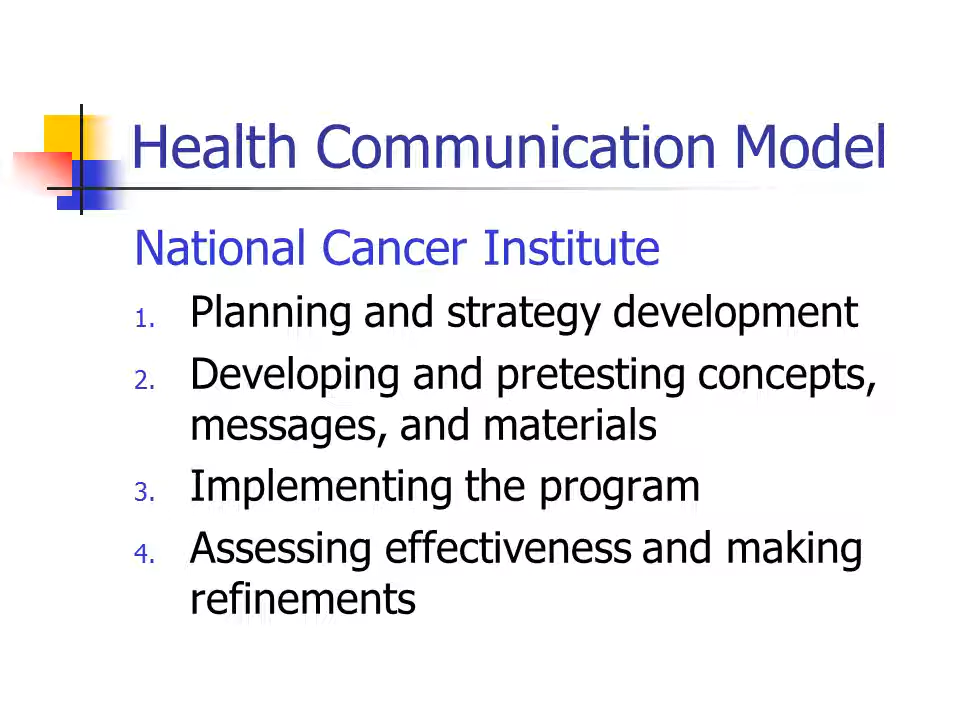 Health Communication Model
National Cancer Institute
1. Planning and strategy development
2. Developing and pretesting concepts,
messages, and materials
3. Implementing the program
4. Assessing effectiveness and making
refinements